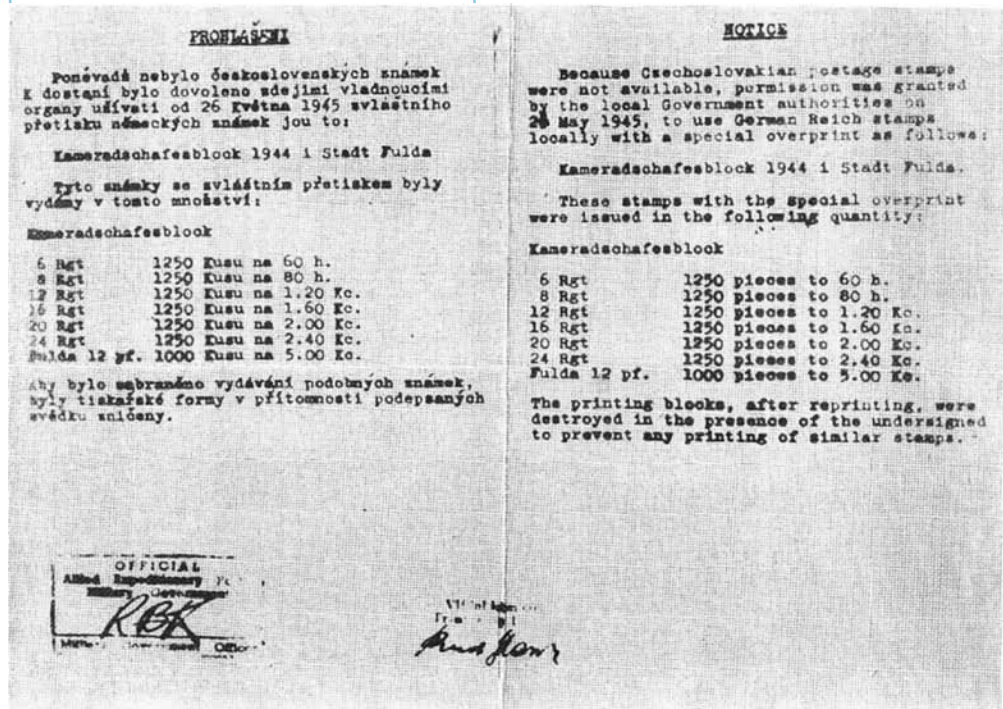 PROHLAŠENI
Poněvadž nebylo československých známek
K dostaní bylo dovoleno zdejšimi vladnoucimi
organy užívati od 26 Května 1945 zvláštního
přetisku německých známek jou to:
Kameradschafesblock 1944 i Stadt Fulda
Tyto známky se zvláštním přetiskem byly
vydány v tomto množství:
Kameradschafesblock
6 Rgt 1250 Kusu na 60 h.
8 Rgt 1250 Kusu na 80 h.
12 Rgt 1250 Kusu na 1.20 Kc.
16 Rgt 1250 Kusu na 1.60 Kc.
20 Rgt 1250 Kusu na 2.00 Kc.
24 Rgt 1250 Kusu na 2.40 Kc.
Fulda 12 pf. 1000 Kusu na 5.00 Kc.
Aby bylo zabraněno vydávání podobných známek,
byly tiskařské formy v přítomnosti podepsaných
svědku zničeny.
OFFICIAL
Allied Expeditionary
Military Government
RBK
Officer
NOTICE
Because Czechoslovakian postage stamps
were not available, permission was granted
by the local Government authorities on
26 May 1945, to use German Reich stamps
locally with a special overprint as follows:
Kameradschafesblock 1944 i Stadt Fulda.
These stamps with the special overprint
were issued in the following quantity:
Kameradschafesblock
6 Rgt 1250 pieces to 60 h.
8 Rgt 1250 pieces to 80 h.
12 Rgt 1250 pieces to 1.20 Kc.
16 Rgt 1250 pieces to 1.60 Kc.
20 Rgt 1250 pieces to 2.00 Kc.
24 Rgt 1250 pieces to 2.40 Kc.
Fulda 12 pf. 1000 pieces to 5.00 Kc.
The printing blocks, after reprinting, were
destroyed in the presence of the undersigned
to prevent any printing of similar stamps.